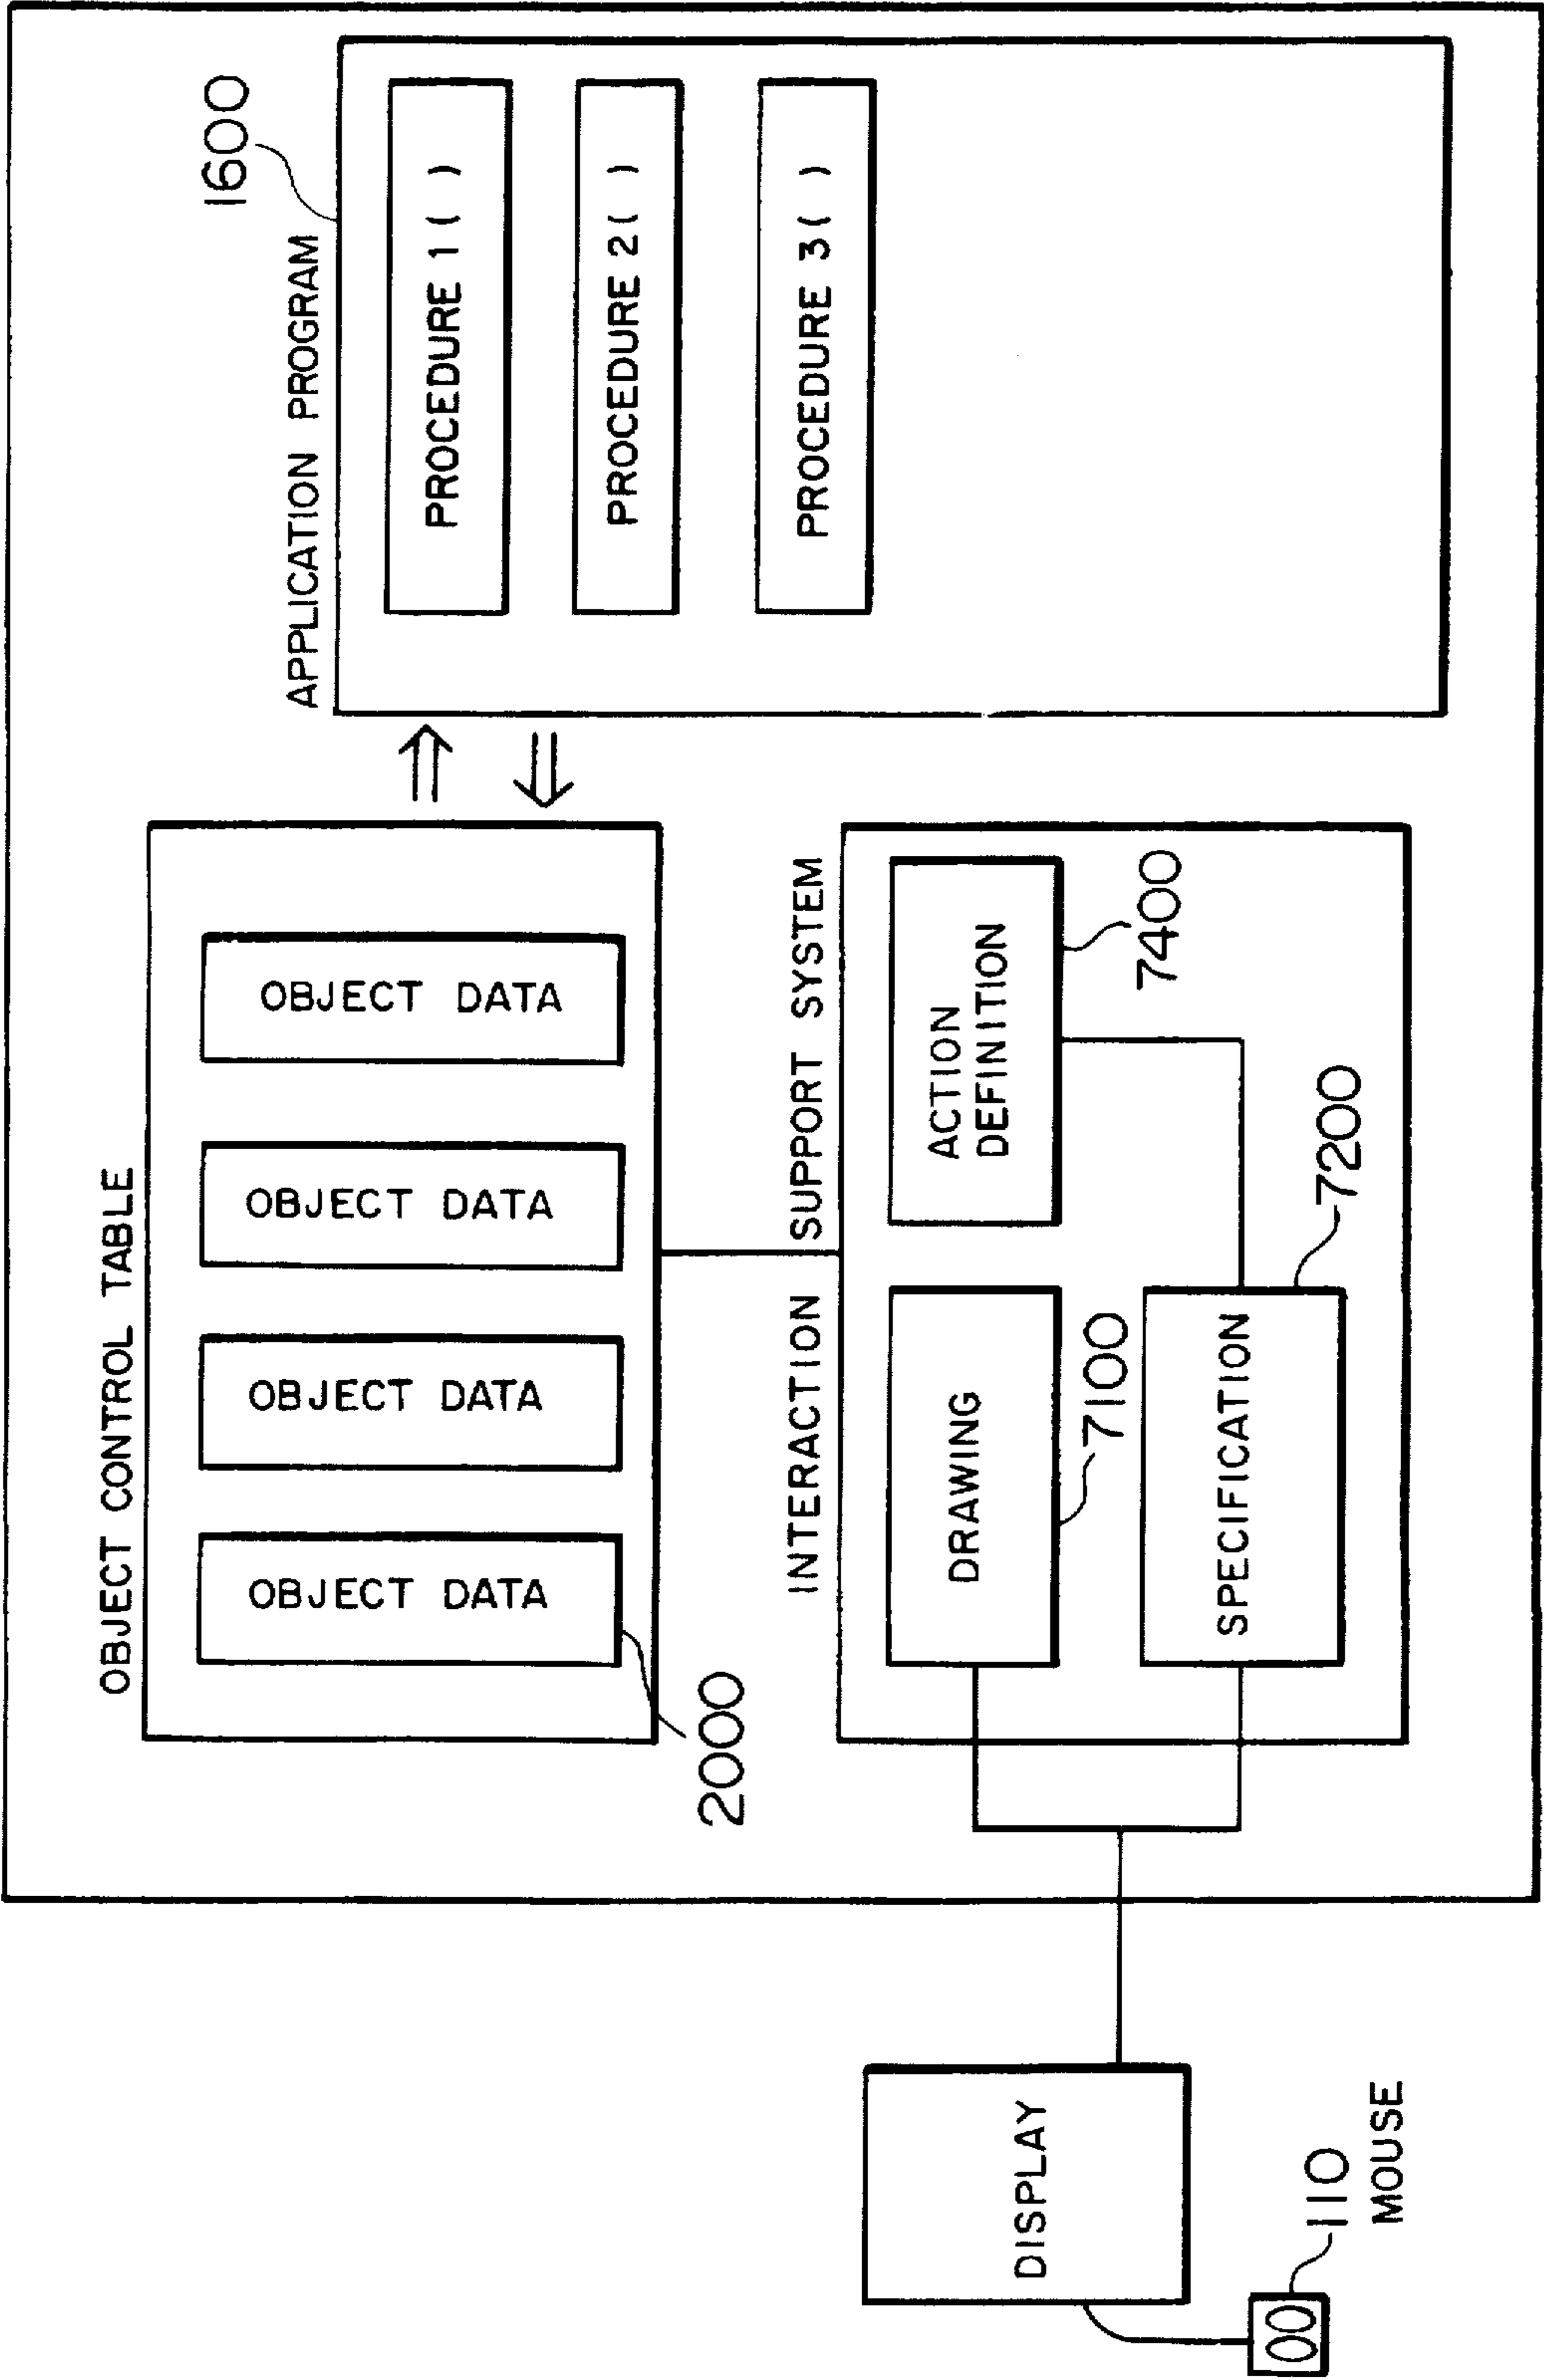 OBJECT CONTROL TABLE
OBJECT DATA
OBJECT DATA
OBJECT DATA
OBJECT DATA
2000
APPLICATION PROGRAM
1600
PROCEDURE 1 ( )
PROCEDURE 2 ( )
PROCEDURE 3 ( )
INTERACTION SUPPORT SYSTEM
DRAWING
7100
ACTION
DEFINITION
7400
SPECIFICATION
7200
DISPLAY
110
MOUSE